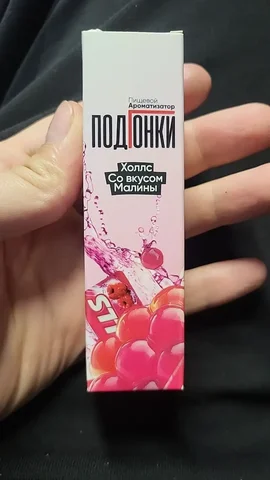 Пищевой
Ароматизатор
ПОДГОНКИ
Холлс
Со вкусом
Малины